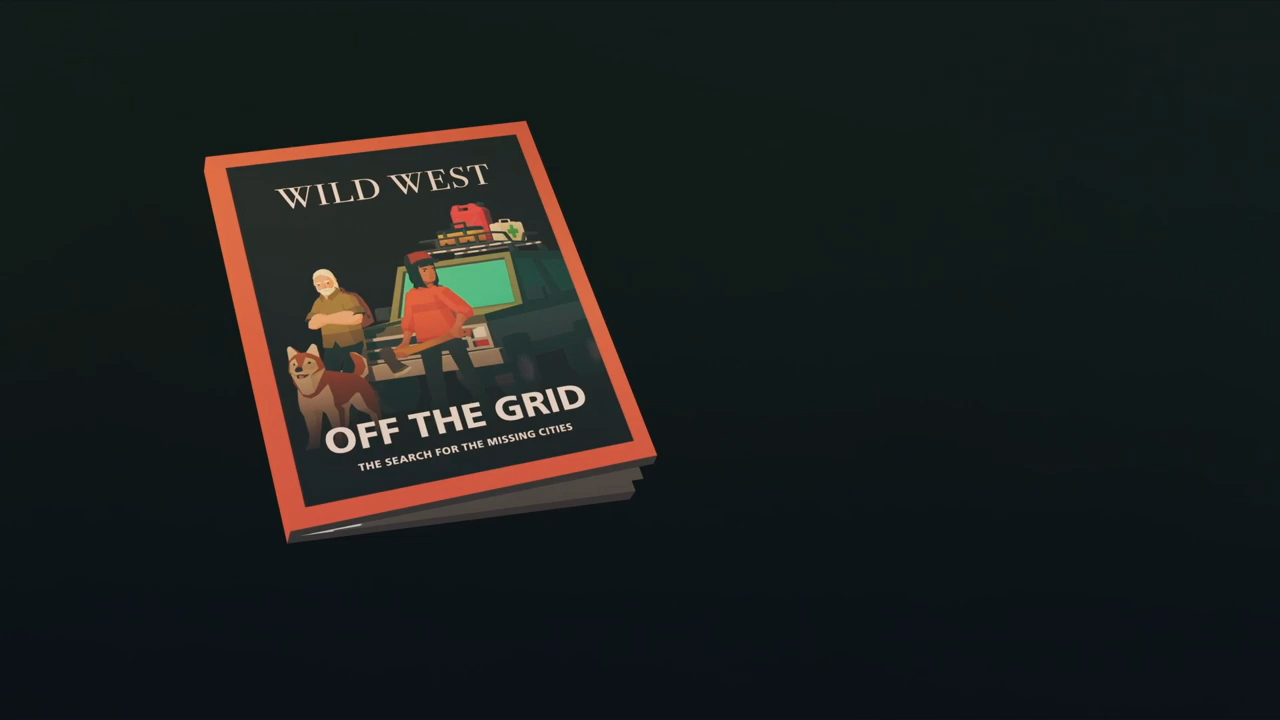 WILD WEST
OFF THE GRID
THE SEARCH FOR THE MISSING CITIES